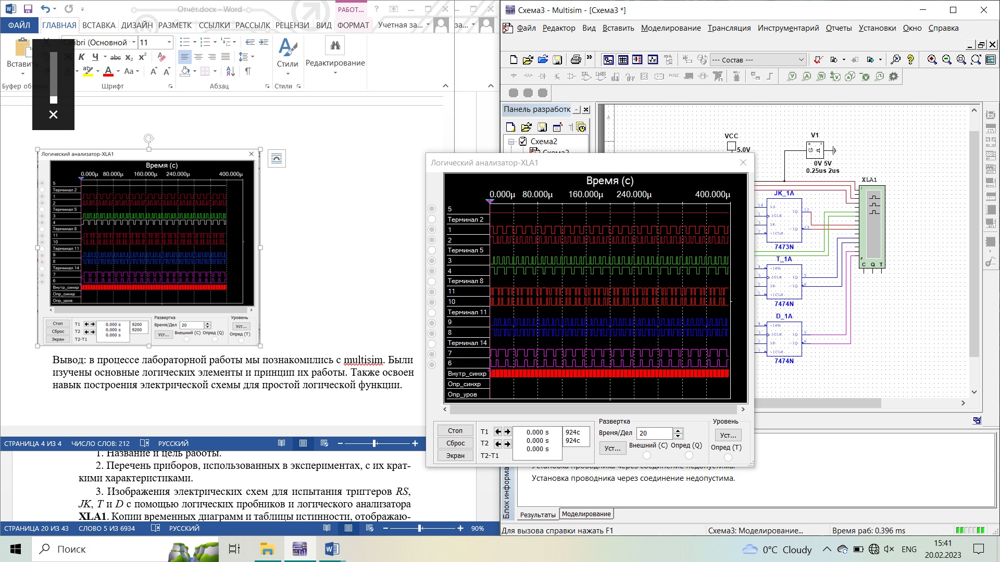 Отчёт.docx - Word
РАБОТ...
ФАЙЛ
ГЛАВНАЯ
ВСТАВКА
ДИЗАЙН
РАЗМЕТК
ССЫЛКИ
РАССЫЛК
РЕЦЕНЗИ
ВИД
ФОРМАТ
Учетная за...
за...
Calibri (Основной
11
Вставить
Стили
Редактирование
Шрифт
Абзац
Стили
Логический анализатор-XLA1
Время (с)
0.000µ 80.000µ 160.000µ 240.000µ 400.000µ
5
Терминал 2
1
2
Терминал 5
3
4
Терминал 8
11
10
Терминал 11
9
8
Терминал 14
7
6
Внутр_синхр
Опр_синхр
Опр_уров
Стоп
Сброс
Экран
T1
T2
T2-T1
0.000 s
0.000 s
0.000 s
9200
9200
Развертка
Время/Дел
20
Уст...
Внешний (C)
Опред (Q)
Уровень
Уст...
Опред (T)
Вывод: в процессе лабораторной работы мы познакомились с multisim. Были
изучены основные логических элементы и принцип их работы. Также освоен
навык построения электрической схемы для простой логической функции.
СТРАНИЦА 4 ИЗ 4
ЧИСЛО СЛОВ: 212
РУССКИЙ
1. Название и цель работы.
2. Перечень приборов, использованных в экспериментах, с их крат-
кими характеристиками.
3. Изображения электрических схем для испытания триггеров RS,
JK, T и D с помощью логических пробников и логического анализатора
XLA1. Копии временных диаграмм и таблицы истинности, отображаю-
СТРАНИЦА 20 ИЗ 43
СЛОВО 5 ИЗ 6934
РУССКИЙ
90%
Схема3 - Multisim - [Схема3 *]
Файл
Редактор
Вид
Вставить
Моделирование
Трансляция
Инструментарий
Отчеты
Установки
Окно
Справка
--- Состав ---
MISC
Панель разработк
Схема2
A
VCC
5.0V
V1
0V 5V
0.25us 2us
XLA1
JK_1A
7473N
T_1A
7474N
D_1A
7474N
C Q T
Логический анализатор-XLA1
Время (с)
0.000µ 80.000µ 160.000µ 240.000µ 400.000µ
5
Терминал 2
1
2
Терминал 5
3
4
Терминал 8
11
10
Терминал 11
9
8
Терминал 14
7
6
Внутр_синхр
Опр_синхр
Опр_уров
Стоп
Сброс
Экран
T1
T2
T2-T1
0.000 s
0.000 s
0.000 s
924c
924c
Развертка
Время/Дел
20
Уст...
Внешний (C)
Опред (Q)
Уровень
Уст...
Опред (T)
Установка проводника через соединение недопустима.
Установка проводника через соединение недопустима.
Блок информа
Результаты
Моделирование
Для вызова справки нажать F1
Схема3: Моделирование...
Время раб: 0.396 ms
Поиск
0°C Cloudy
ENG
15:41
20.02.2023